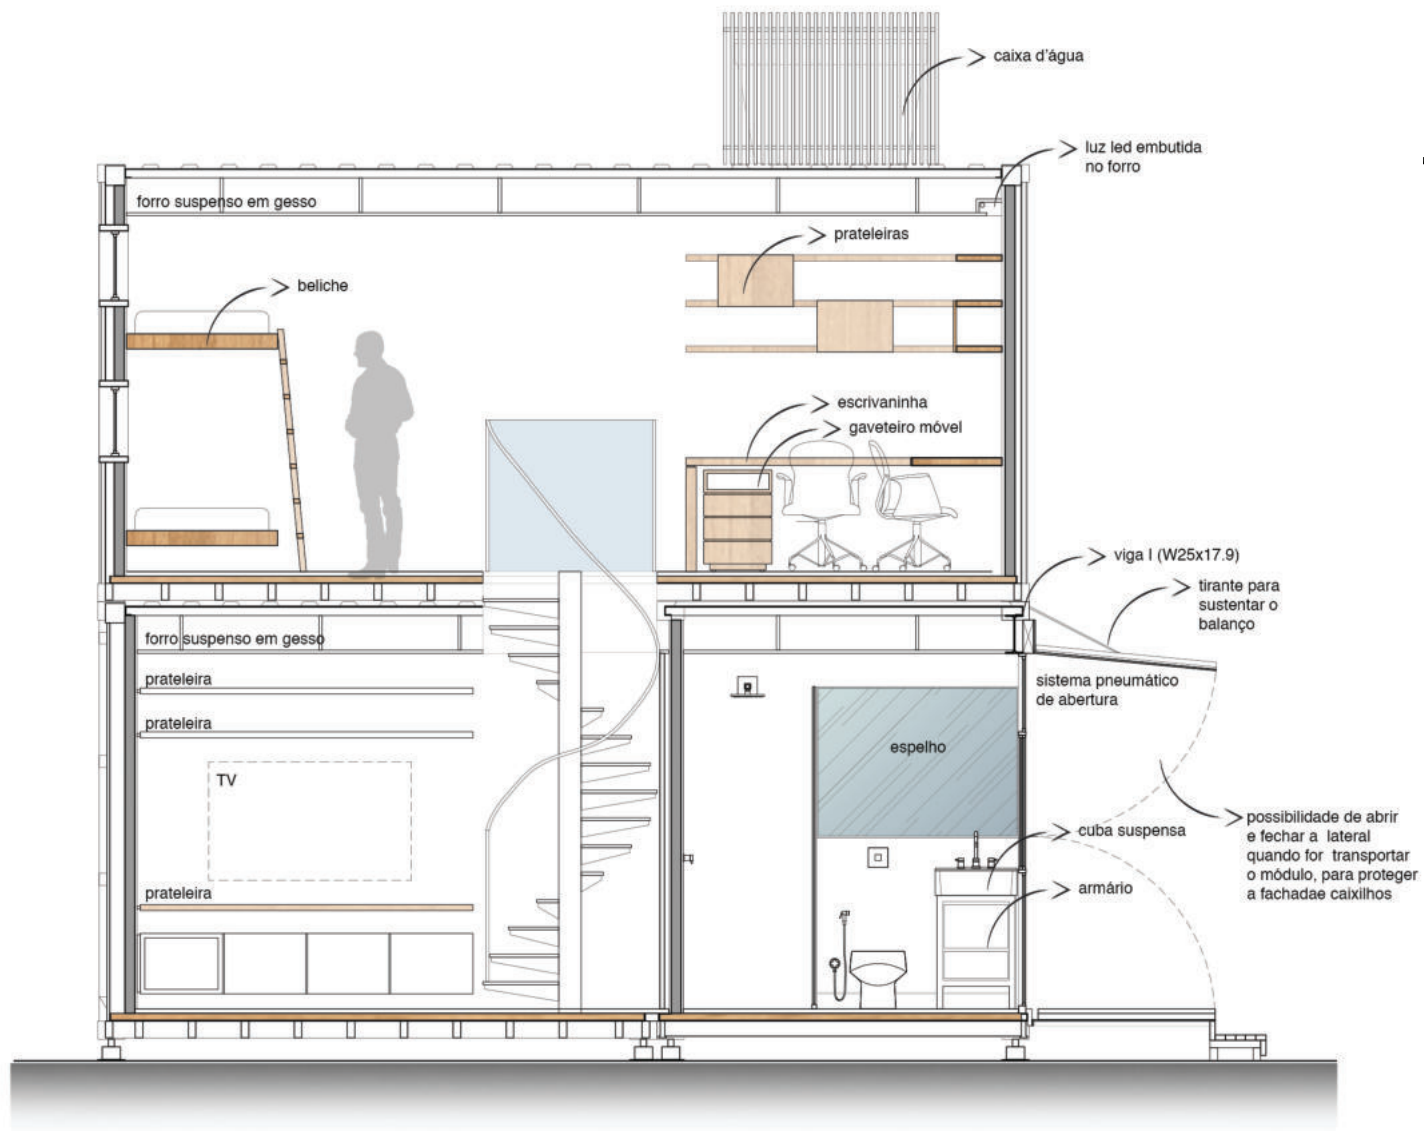 caixa d'água
luz led embutida
no forro
forro suspenso em gesso
prateleiras
beliche
escrivaninha
gaveteiro móvel
viga I (W25x17.9)
tirante para
sustentar o
balanço
forro suspenso em gesso
prateleira
sistema pneumático
de abertura
prateleira
espelho
TV
possibilidade de abrir
e fechar a lateral
quando for transportar
o módulo, para proteger
a fachadae caixilhos
cuba suspensa
armário
prateleira